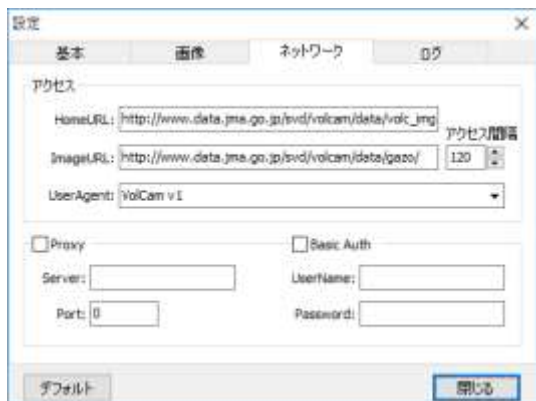 設定
基本 画像 ネットワーク ログ
アクセス
HomeURL: http://www.data.jma.go.jp/svd/volcam/data/volc_img
アクセス間隔
ImageURL: http://www.data.jma.go.jp/svd/volcam/data/gazo/ 120
UserAgent: VolCam v1
Proxy Basic Auth
Server: UserName:
Port: 0 Password:
デフォルト 閉じる